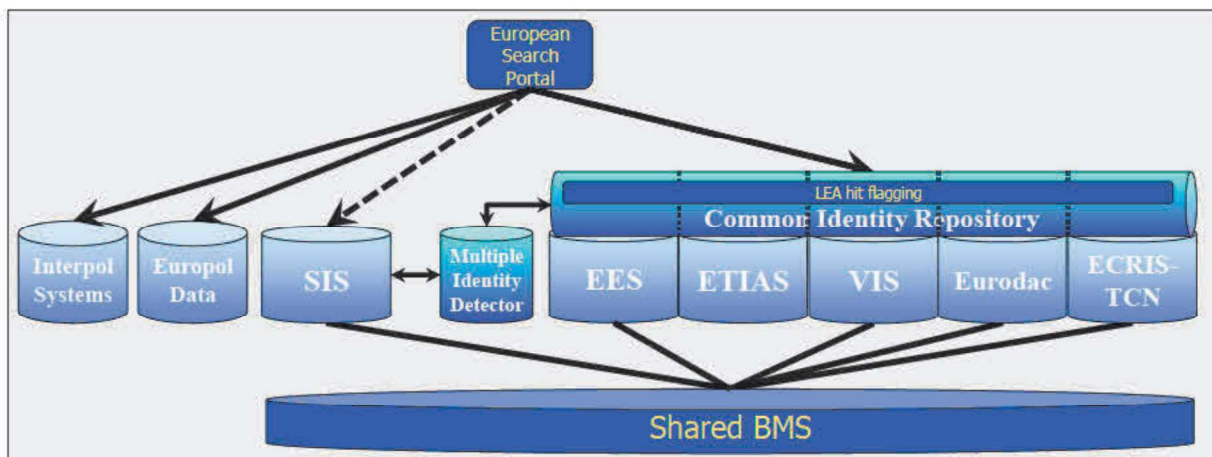 European
Search
Portal
LEA hit flagging
Common Identity Repository
Interpol
Systems
Europol
Data
SIS
Multiple
Identity
Detector
EES
ETIAS
VIS
Eurodac
ECRIS-
TCN
Shared BMS